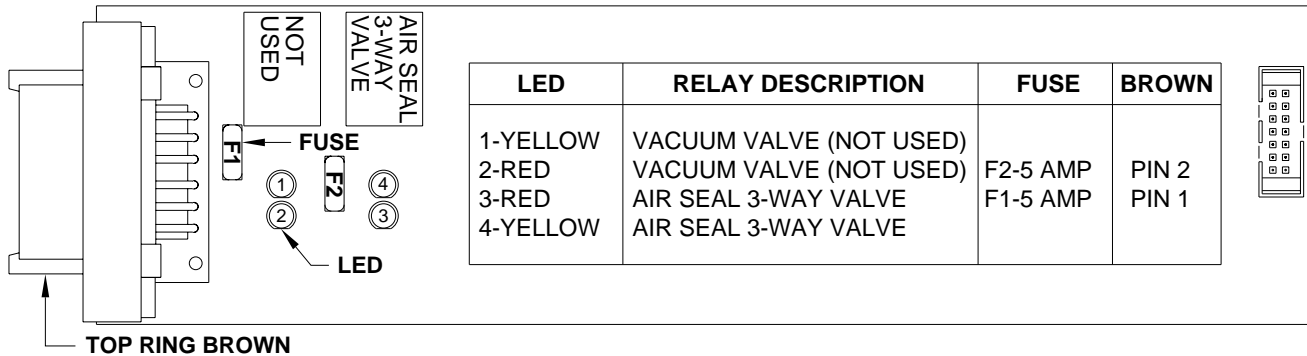 NOT
USED
AIR SEAL
3-WAY
VALVE
F1
FUSE
F2
1
2
4
3
LED
TOP RING BROWN
LED RELAY DESCRIPTION FUSE BROWN
1-YELLOW VACUUM VALVE (NOT USED)
2-RED VACUUM VALVE (NOT USED) F2-5 AMP PIN 2
3-RED AIR SEAL 3-WAY VALVE F1-5 AMP PIN 1
4-YELLOW AIR SEAL 3-WAY VALVE